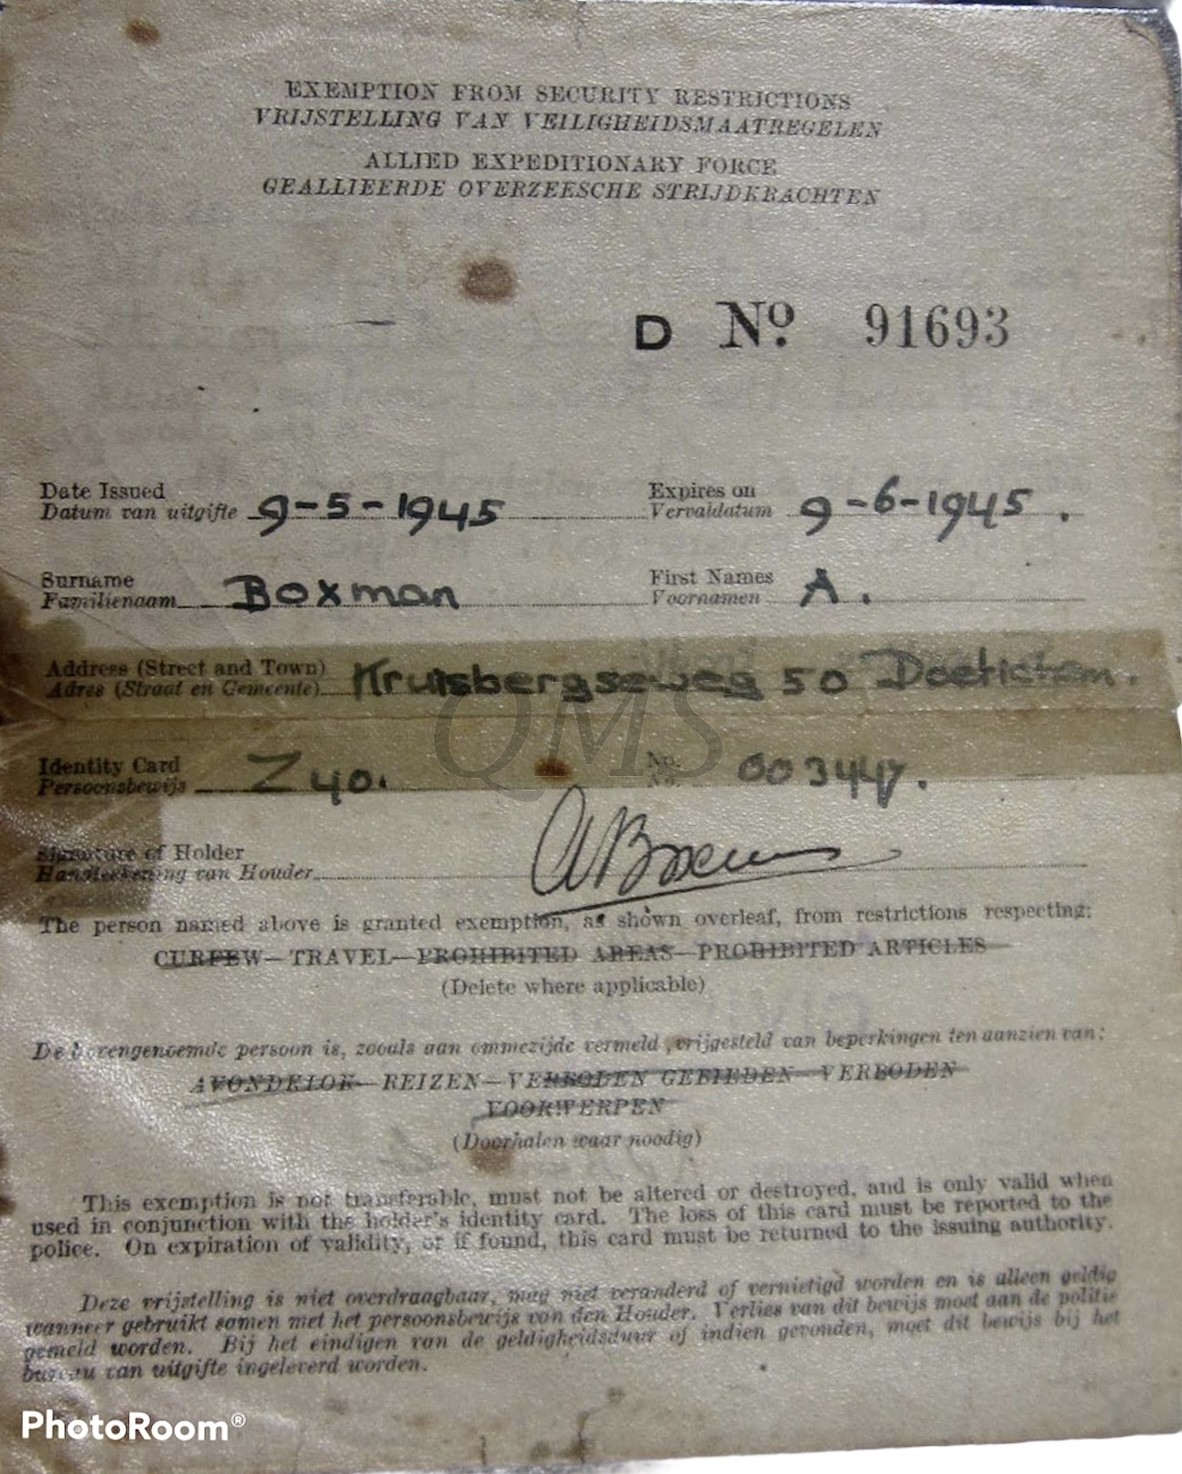 EXEMPTION FROM SECURITY RESTRICTIONS
VRIJSTELLING VAN VEILIGHEIDSMAATREGELEN
ALLIED EXPEDITIONARY FORCE
GEALLIEERDE OVERZEESCHE STRIJDKRACHTEN
D No. 91693
Date Issued Expires on
Datum van uitgifte 9-5-1945 Vervaldatum 9-6-1945.
Surname First Names
Familienaam Boxman Voornamen A.
Address (Street and Town)
Adres (Straat en Gemeente) Kruisbergseweg 50 Doetichem.
QMS
Identity Card No.
Persoonsbewijs Z 40. No. 003447.
Signature of Holder
Handteekening van Houder ABoxman
The person named above is granted exemption, as shown overleaf, from restrictions respecting:
CURFEW—TRAVEL—PROHIBITED AREAS—PROHIBITED ARTICLES
(Delete where applicable)
De bovengenoemde persoon is, zooals aan ommezijde vermeld, vrijgesteld van beperkingen ten aanzien van:
AVONDKLOK—REIZEN—VERBODEN GEBIEDEN—VERBODEN
VOORWERPEN
(Doorhalen waar noodig)
This exemption is not transferable, must not be altered or destroyed, and is only valid when
used in conjunction with the holder's identity card. The loss of this card must be reported to the
police. On expiration of validity, or if found, this card must be returned to the issuing authority.
Deze vrijstelling is niet overdraagbaar, mag niet veranderd of vernietigd worden en is alleen geldig
wanneer gebruikt samen met het persoonsbewijs van den Houder. Verlies van dit bewijs moet aan de politie
gemeld worden. Bij het eindigen van de geldigheidsduur of indien gevonden, moet dit bewijs bij het
bureau van uitgifte ingeleverd worden.
PhotoRoom®